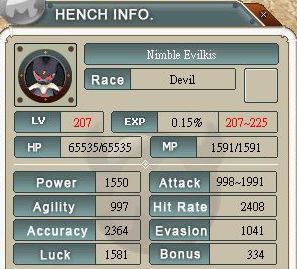 HENCH INFO.
Nimble Evilkis
Race Devil
LV 207 EXP 0.15% 207~225
HP 65535/65535 MP 1591/1591
Power 1550 Attack 998~1991
Agility 997 Hit Rate 2408
Accuracy 2364 Evasion 1041
Luck 1581 Bonus 334